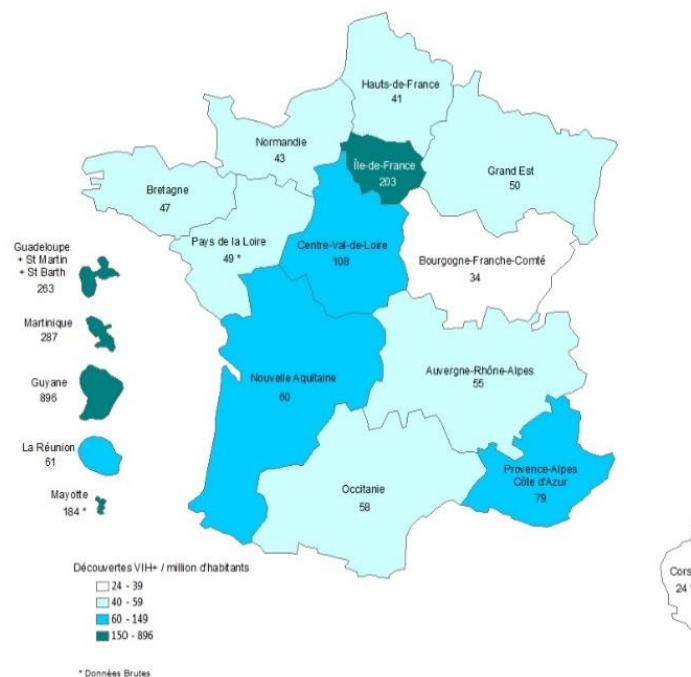 Hauts-de-France
41
Normandie
43
Île-de-France
203
Grand Est
50
Bretagne
47
Pays de la Loire
49 *
Centre-Val-de-Loire
108
Bourgogne-Franche-Comté
34
Guadeloupe
+ St Martin
+ St Barth
263
Martinique
287
Guyane
896
La Réunion
61
Mayotte
184 *
Nouvelle Aquitaine
60
Auvergne-Rhône-Alpes
55
Occitanie
58
Provence-Alpes
Côte d'Azur
79
Cors
24
Découvertes VIH+ / million d'habitants
24 - 39
40 - 59
60 - 149
150 - 896
* Données Brutes